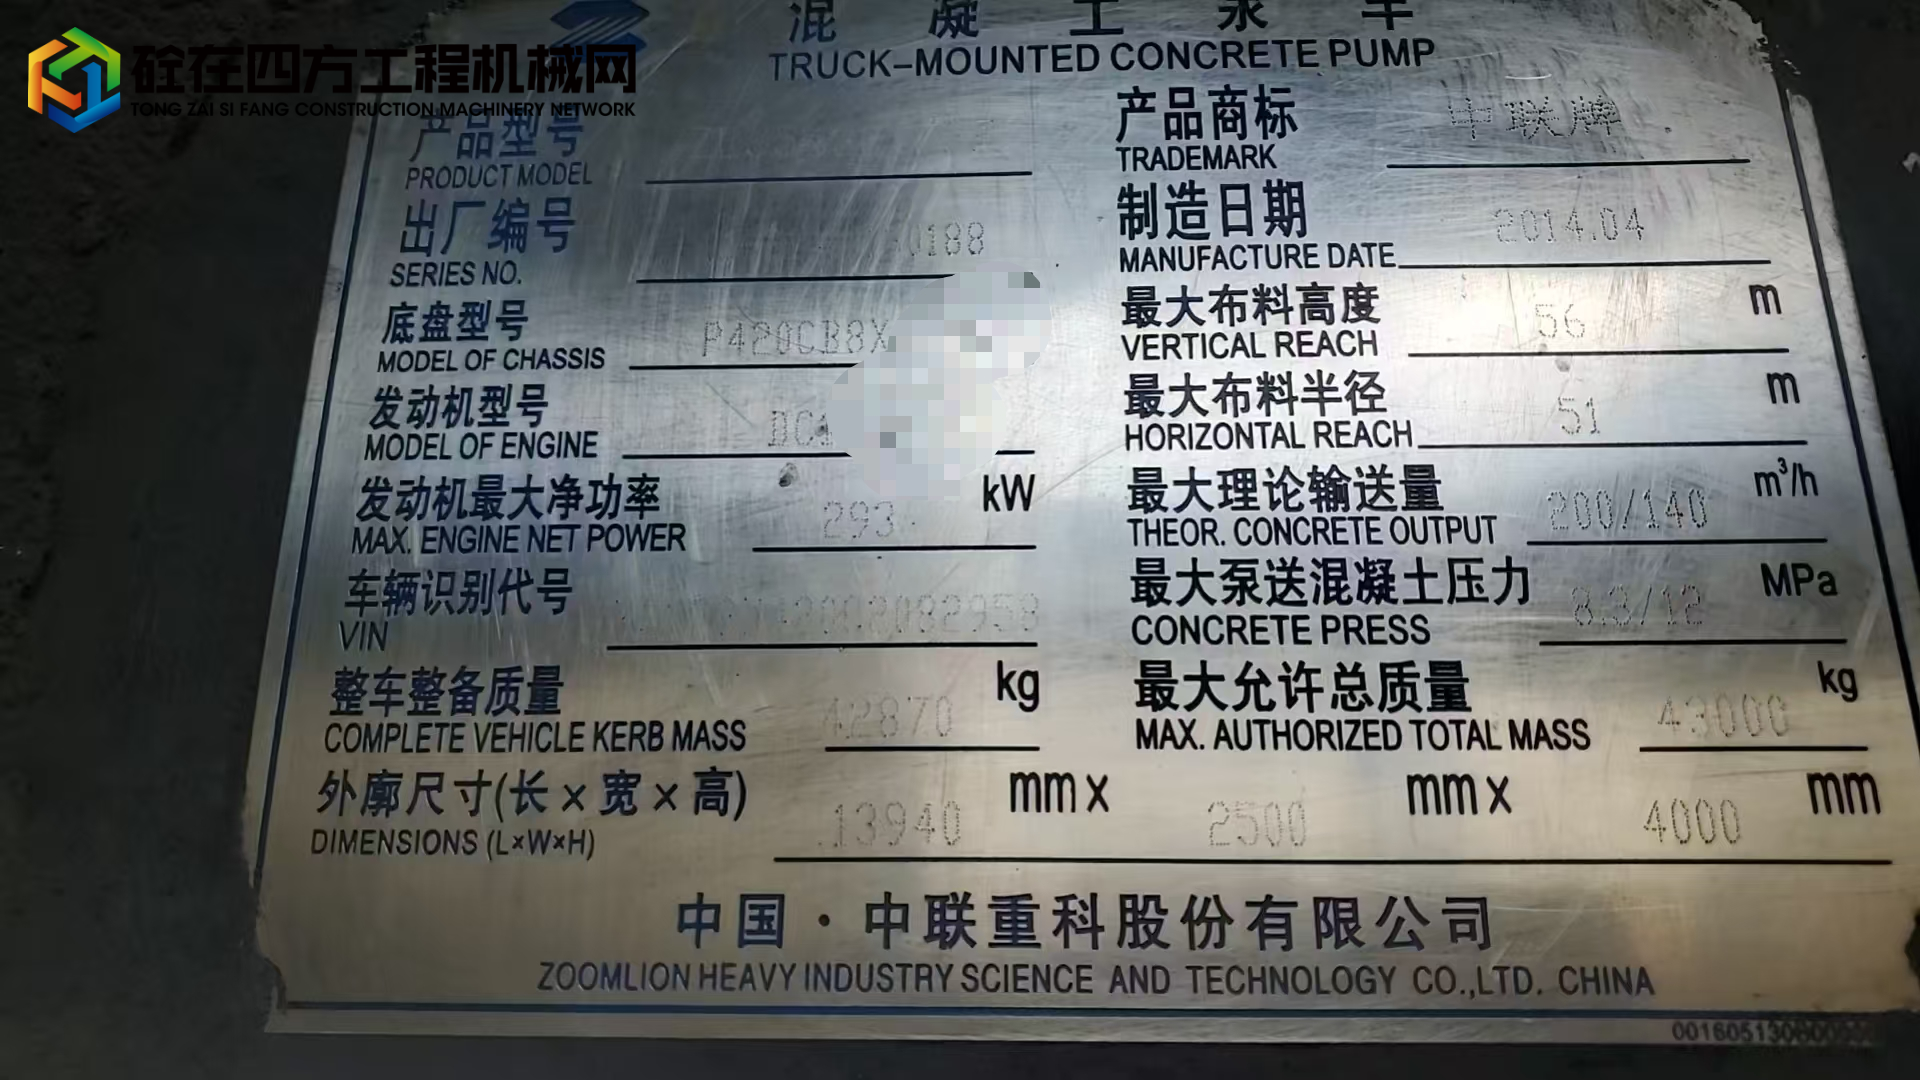 砼在四方工程机械网
TONG ZAI SI FANG CONSTRUCTION MACHINERY NETWORK
混凝土泵车
TRUCK-MOUNTED CONCRETE PUMP
产品型号
PRODUCT MODEL
产品商标 中联牌
TRADEMARK
出厂编号 0188
SERIES NO.
制造日期 2014.04
MANUFACTURE DATE
底盘型号 P420CB8X
MODEL OF CHASSIS
最大布料高度 56 m
VERTICAL REACH
发动机型号
MODEL OF ENGINE
最大布料半径 51 m
HORIZONTAL REACH
发动机最大净功率 293 kW
MAX. ENGINE NET POWER
最大理论输送量 200/140 m³/h
THEOR. CONCRETE OUTPUT
车辆识别代号 2082958
VIN
最大泵送混凝土压力 8.3/12 MPa
CONCRETE PRESS
整车整备质量 42870 kg
COMPLETE VEHICLE KERB MASS
最大允许总质量 43000 kg
MAX. AUTHORIZED TOTAL MASS
外廓尺寸(长×宽×高) 13940 mm x 2500 mm x 4000 mm
DIMENSIONS (L×W×H)
中国·中联重科股份有限公司
ZOOMLION HEAVY INDUSTRY SCIENCE AND TECHNOLOGY CO.,LTD. CHINA